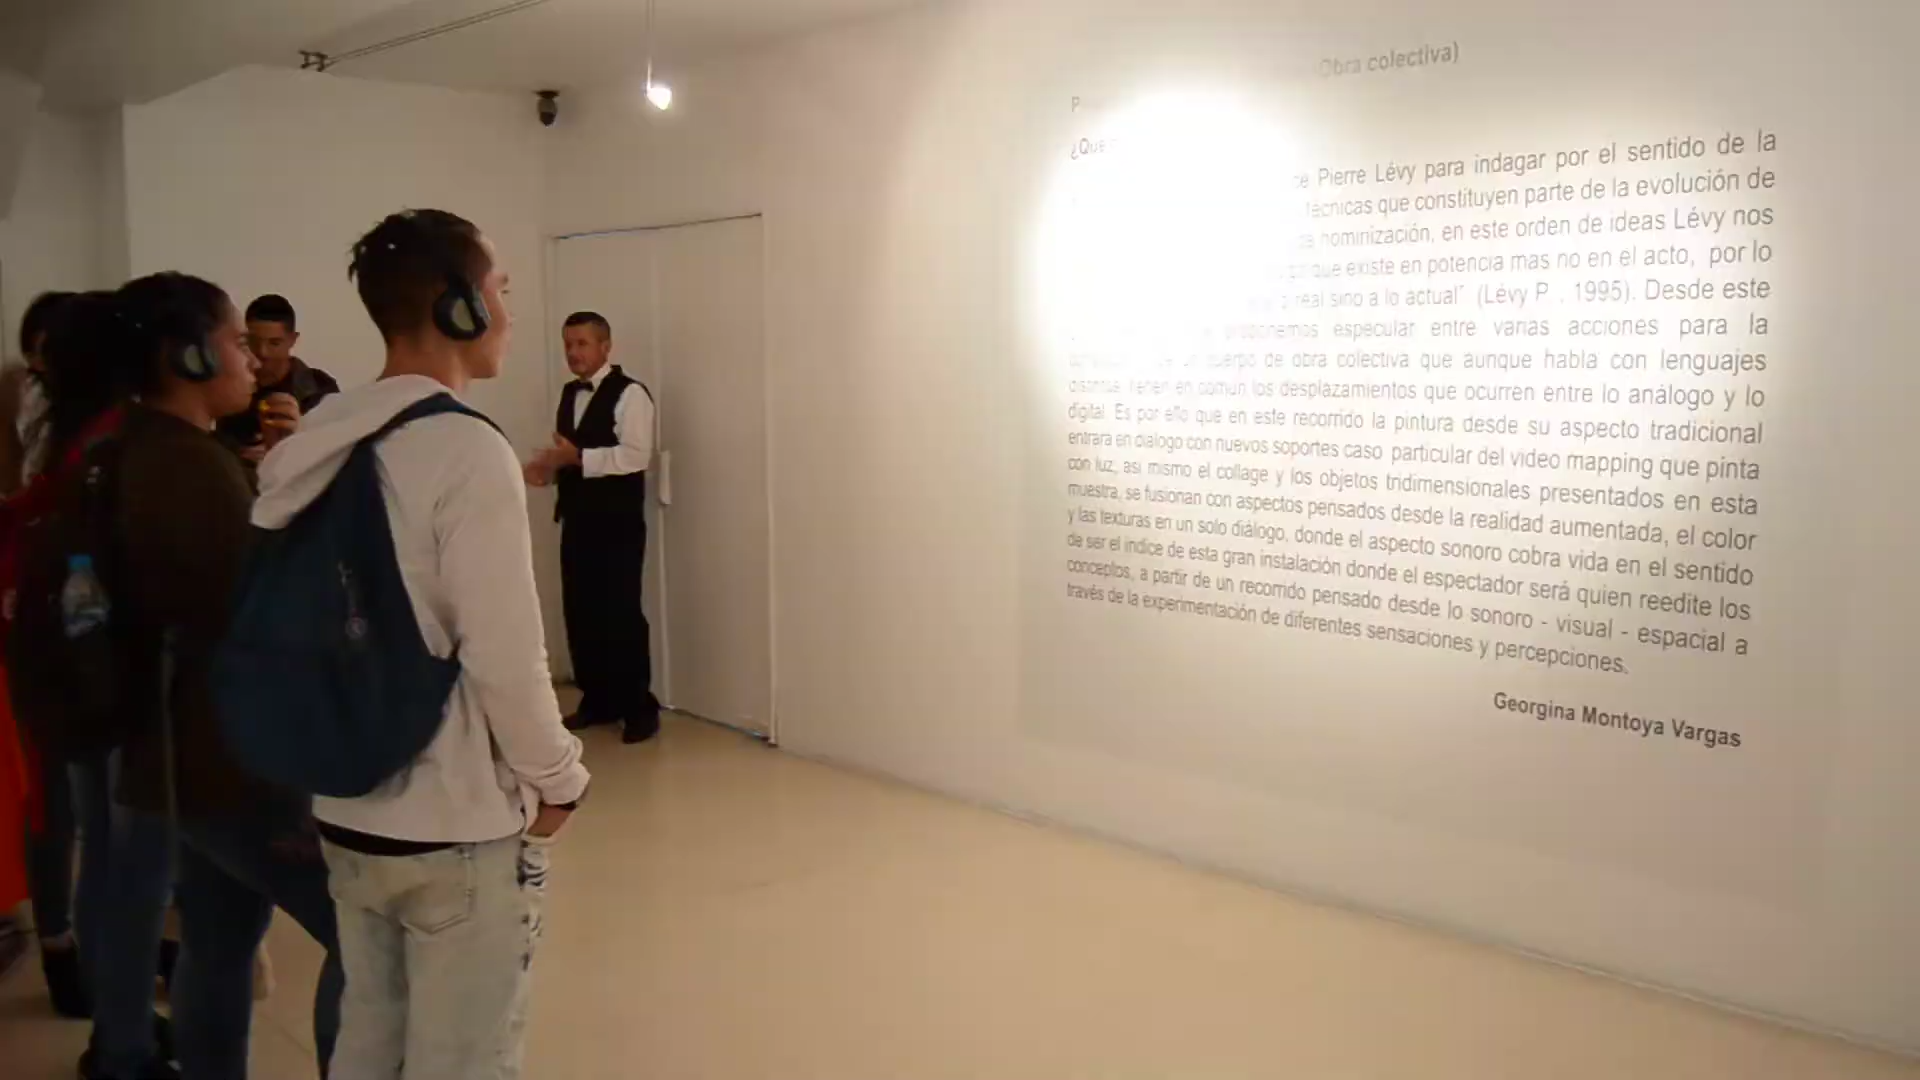 Obra colectiva)
¿Qué
Pierre Lévy para indagar por el sentido de la
técnicas que constituyen parte de la evolución de
hominización, en este orden de ideas Lévy nos
que existe en potencia mas no en el acto, por lo
real sino a lo actual" (Lévy P . 1995). Desde este
proponemos especular entre varias acciones para la
cuerpo de obra colectiva que aunque habla con lenguajes
distintos tienen en común los desplazamientos que ocurren entre lo análogo y lo
digital. Es por ello que en este recorrido la pintura desde su aspecto tradicional
entrara en dialogo con nuevos soportes caso particular del video mapping que pinta
con luz, asi mismo el collage y los objetos tridimensionales presentados en esta
muestra, se fusionan con aspectos pensados desde la realidad aumentada, el color
y las texturas en un solo diálogo, donde el aspecto sonoro cobra vida en el sentido
de ser el indice de esta gran instalación donde el espectador será quien reedite los
conceptos, a partir de un recorrido pensado desde lo sonoro - visual - espacial a
través de la experimentación de diferentes sensaciones y percepciones.
Georgina Montoya Vargas